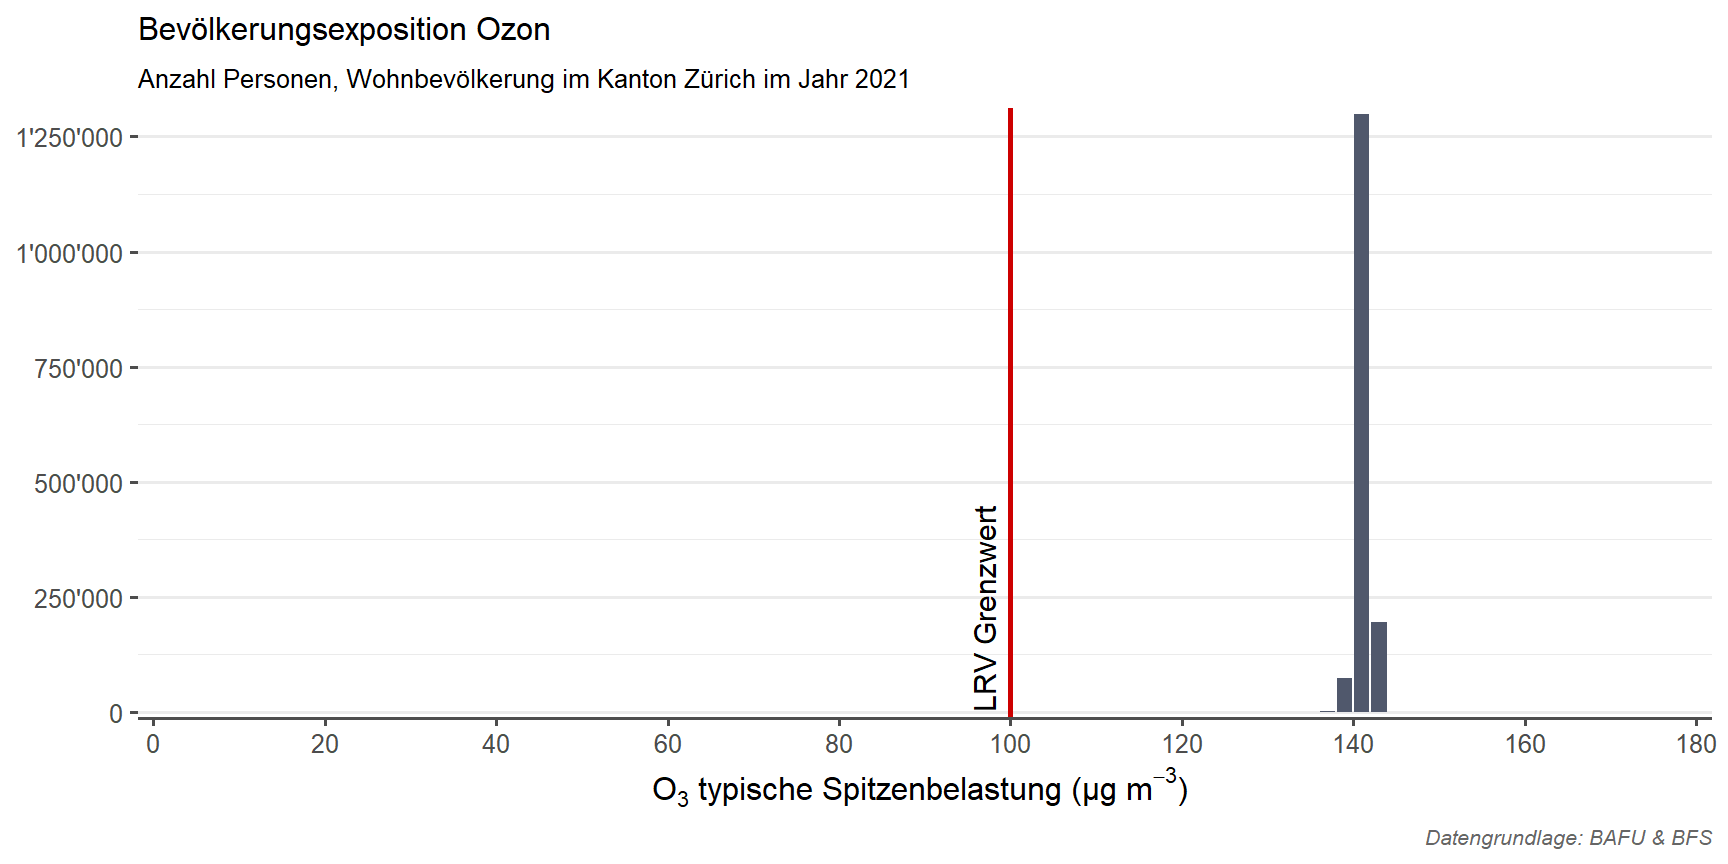 Bevölkerungsexposition Ozon
Anzahl Personen, Wohnbevölkerung im Kanton Zürich im Jahr 2021
1'250'000
1'000'000
750'000
500'000
250'000
0
LRV Grenzwert
0 20 40 60 80 100 120 140 160 180
O₃ typische Spitzenbelastung (µg m⁻³)
Datengrundlage: BAFU & BFS